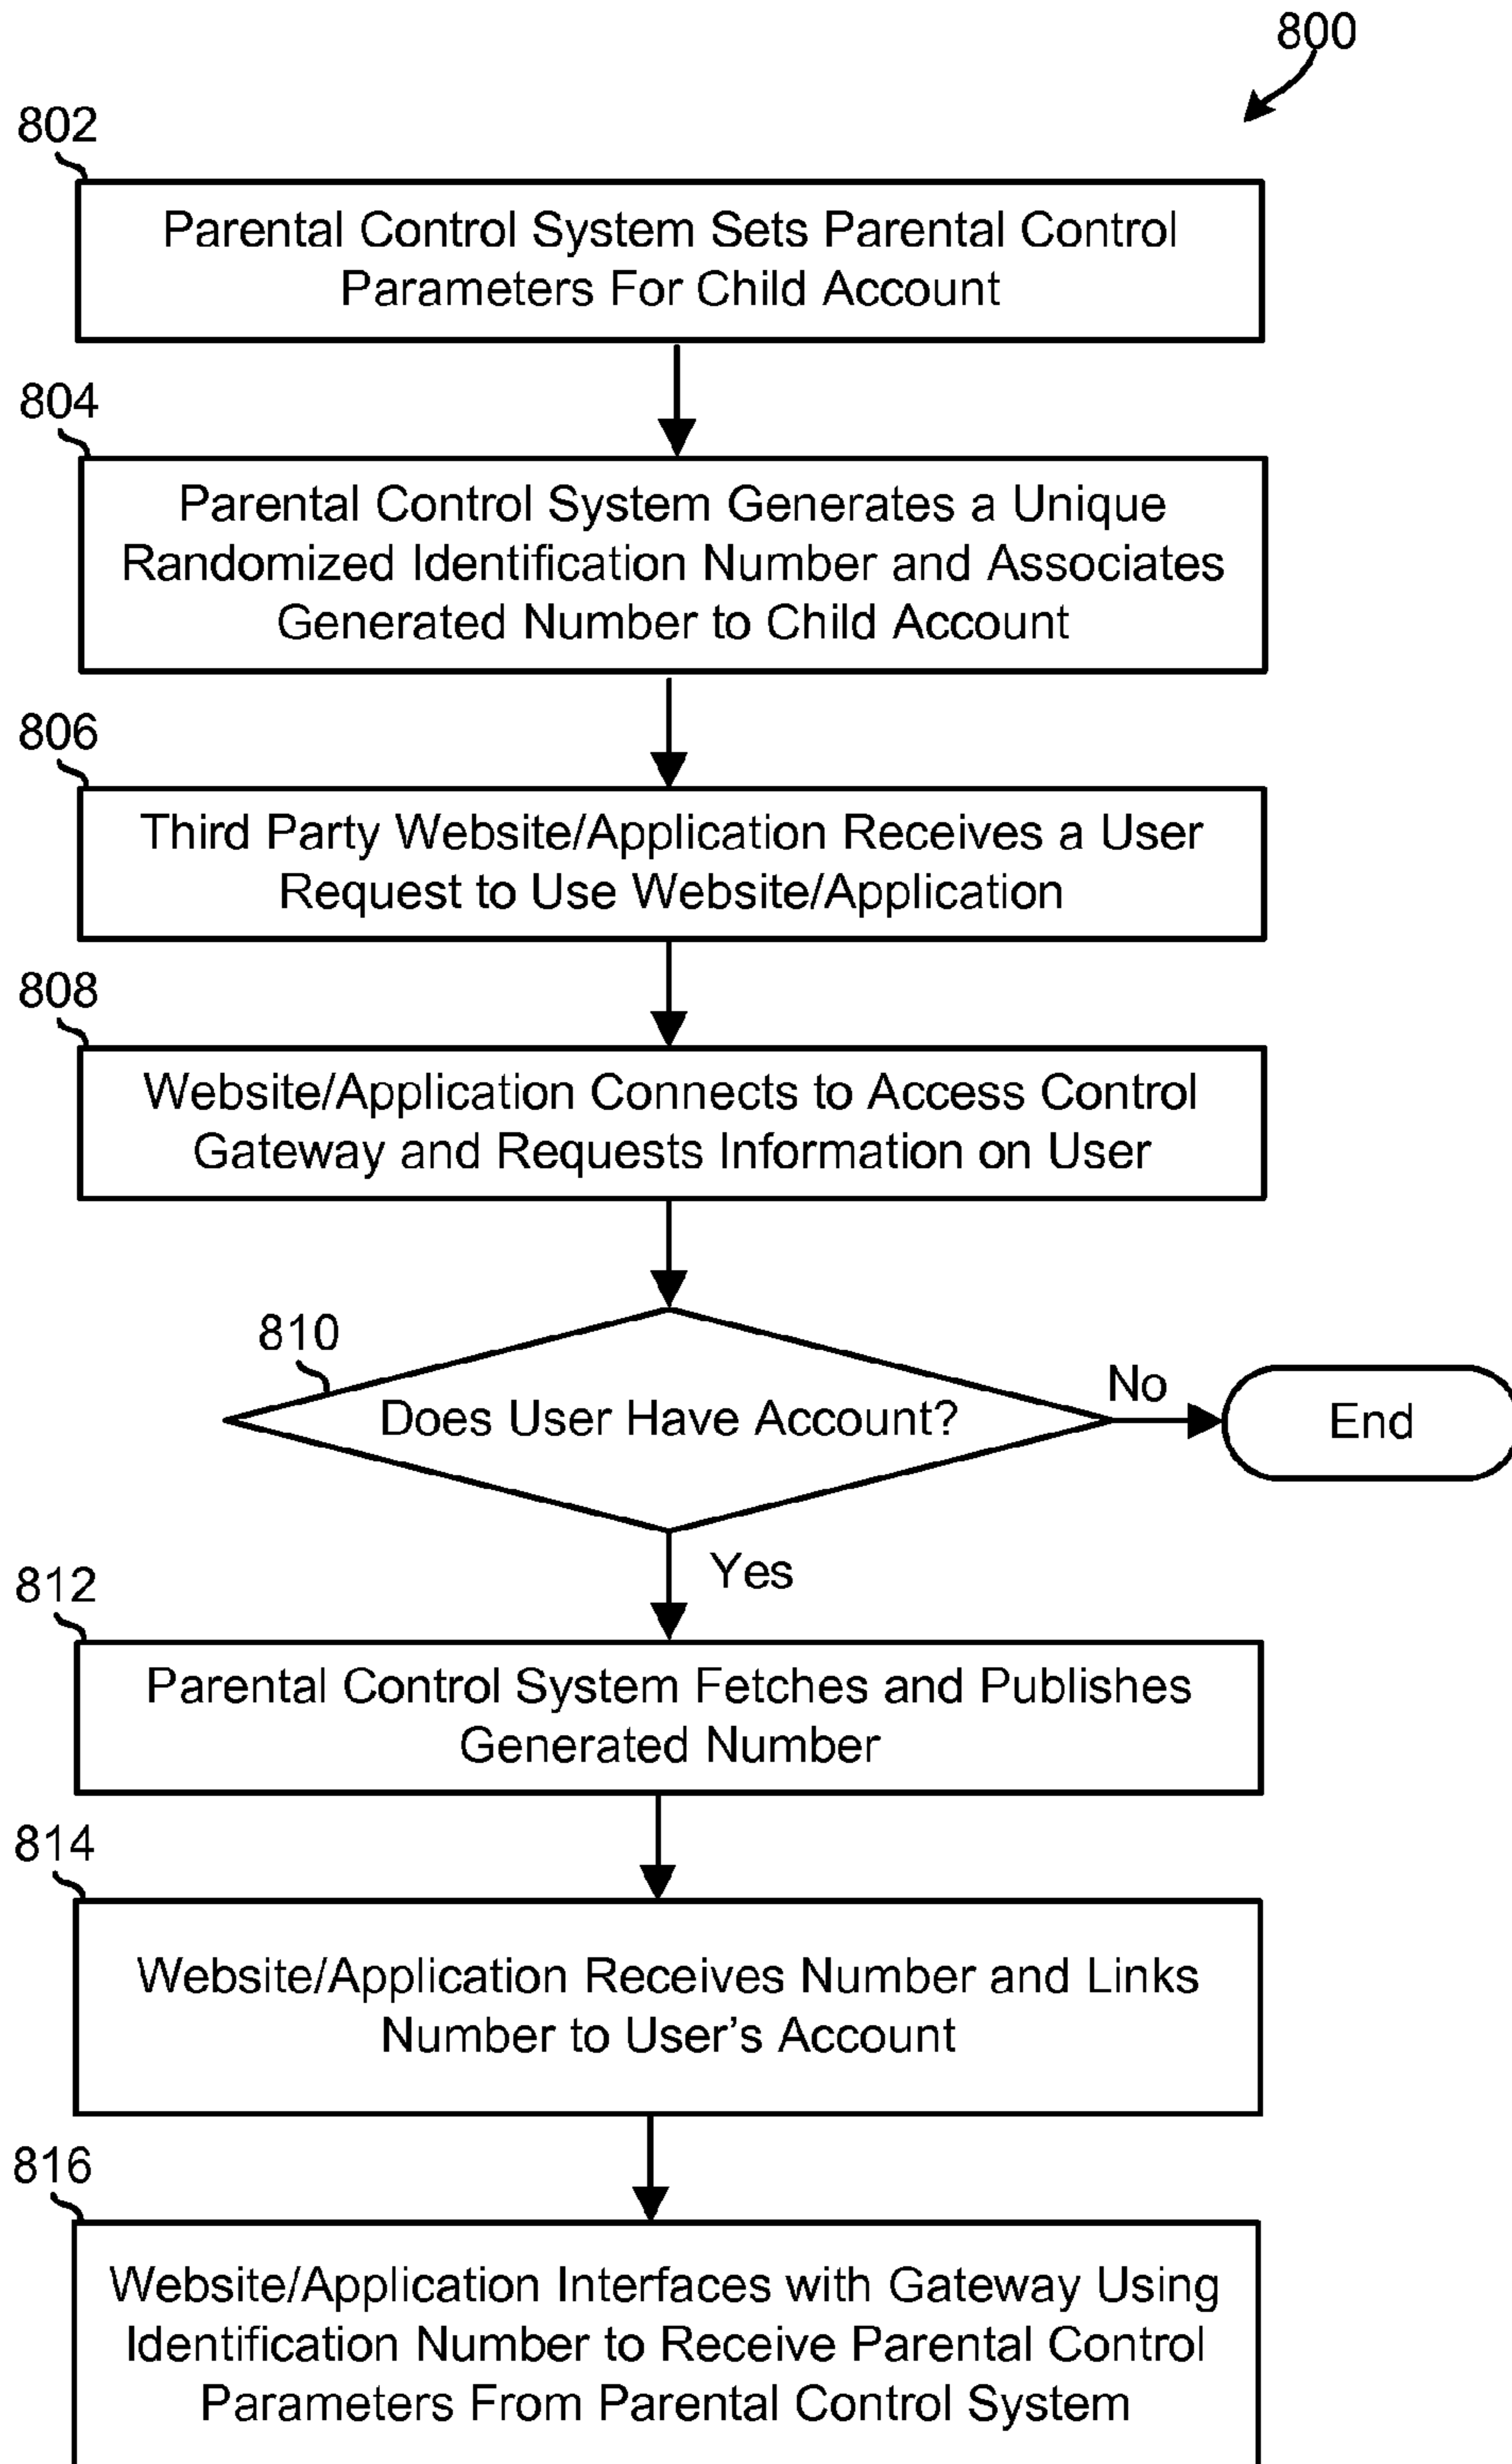 800
802
Parental Control System Sets Parental Control
Parameters For Child Account
804
Parental Control System Generates a Unique
Randomized Identification Number and Associates
Generated Number to Child Account
806
Third Party Website/Application Receives a User
Request to Use Website/Application
808
Website/Application Connects to Access Control
Gateway and Requests Information on User
810
Does User Have Account?
No
End
Yes
812
Parental Control System Fetches and Publishes
Generated Number
814
Website/Application Receives Number and Links
Number to User’s Account
816
Website/Application Interfaces with Gateway Using
Identification Number to Receive Parental Control
Parameters From Parental Control System